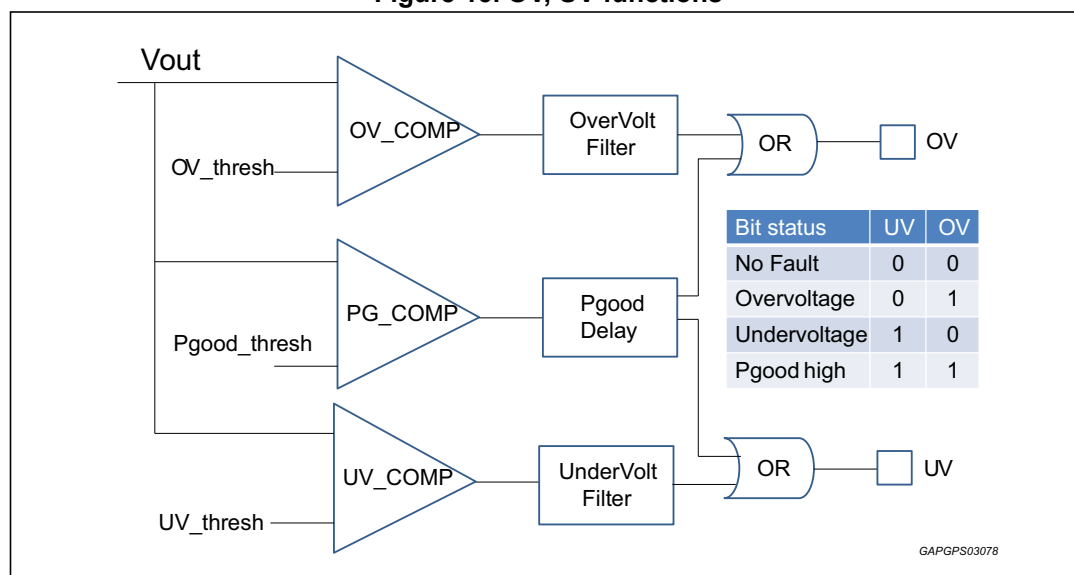 Vout
OV_COMP
OV_thresh
OverVolt
Filter
OR
OV
Bit status UV OV
No Fault 0 0
Overvoltage 0 1
Undervoltage 1 0
Pgood high 1 1
PG_COMP
Pgood_thresh
Pgood
Delay
UV_COMP
UV_thresh
UnderVolt
Filter
OR
UV
GAPGPS03078